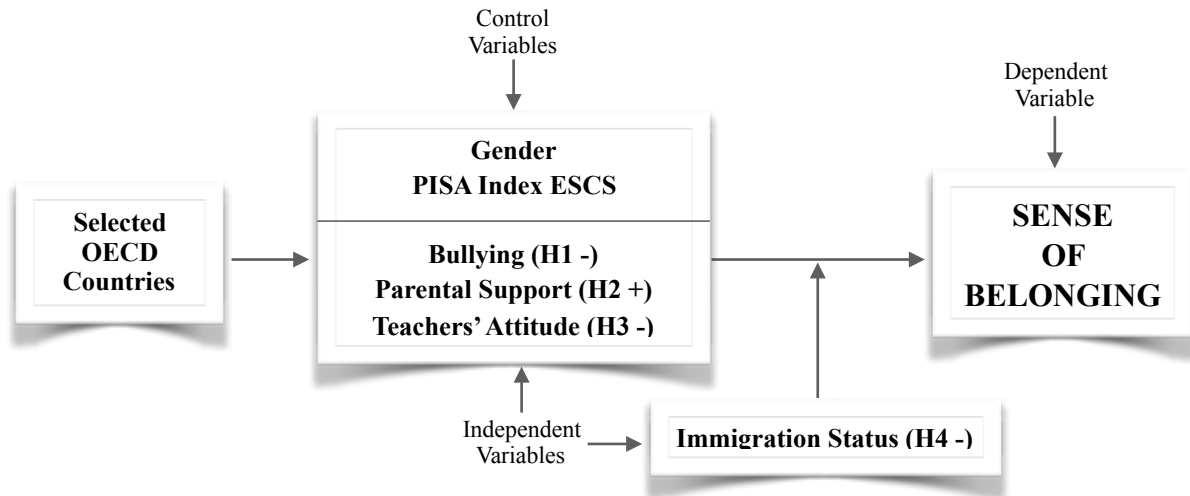 Control
Variables
Dependent
Variable
Gender
PISA Index ESCS
Selected
OECD
Countries
Bullying (H1 -)
Parental Support (H2 +)
Teachers’ Attitude (H3 -)
SENSE
OF
BELONGING
Independent
Variables
Immigration Status (H4 -)